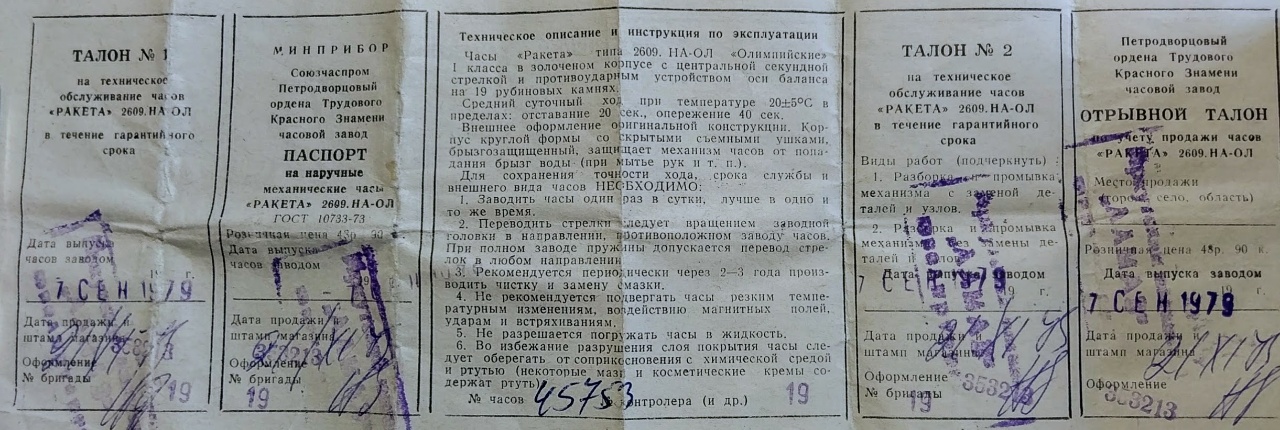 ТАЛОН № 1
на техническое
обслуживание часов
«РАКЕТА» 2609.НА-ОЛ
в течение гарантийного
срока
Дата выпуска
часов заводом
19 г.
7 СЕН 1979
Дата продажи и
штамп магазина
Оформление
№ бригады
19
МИНПРИБОР
Союзчаспром
Петродворцовый
ордена Трудового
Красного Знамени
часовой завод
ПАСПОРТ
на наручные
механические часы
«РАКЕТА» 2609.НА-ОЛ
ГОСТ 10733-73
Розничная цена 48р. 90
Дата выпуска
часов заводом
Дата продажи и
штамп магазина
Оформление
№ бригады
19
Техническое описание и инструкция по эксплуатации
Часы «Ракета» типа 2609. НА-ОЛ «Олимпийские»
I класса в золоченом корпусе с центральной секундной
стрелкой и противоударным устройством оси баланса
на 19 рубиновых камнях.
Средний суточный ход при температуре 20±5°С в
пределах: отставание 20 сек., опережение 40 сек.
Внешнее оформление оригинальной конструкции. Кор-
пус круглой формы со скрытыми съемными ушками,
брызгозащищенный, защищает механизм часов от попа-
дания брызг воды (при мытье рук и т. п.).
Для сохранения точности хода, срока службы и
внешнего вида часов НЕОБХОДИМО:
1. Заводить часы один раз в сутки, лучше в одно и
то же время.
2. Переводить стрелки следует вращением заводной
головки в направлении, противоположном заводу часов.
При полном заводе пружины допускается перевод стре-
лок в любом направлении.
3. Рекомендуется периодически через 2—3 года произ-
водить чистку и замену смазки.
4. Не рекомендуется подвергать часы резким темпе-
ратурным изменениям, воздействию магнитных полей,
ударам и встряхиваниям.
5. Не разрешается погружать часы в жидкость.
6. Во избежание разрушения слоя покрытия часы сле-
дует оберегать от соприкосновения с химической средой
и ртутью (некоторые мази и косметические кремы со-
держат ртуть).
№ часов 45753 № контролера (и др.) 19
ТАЛОН № 2
на техническое
обслуживание часов
«РАКЕТА» 2609.НА-ОЛ
в течение гарантийного
срока
Виды работ (подчеркнуть) :
1. Разборка и промывка
механизма с заменой де-
талей и узлов.
2. Разборка и промывка
механизма без замены де-
талей и узлов.
Дата выпуска заводом
19 г.
7 СЕН 1979
Дата продажи и
штамп магазина
Оформление
353213
№ бригады
19
Петродворцовый
ордена Трудового
Красного Знамени
часовой завод
ОТРЫВНОЙ ТАЛОН
по учету продажи часов
«РАКЕТА» 2609.НА-ОЛ
Место продажи
(город, село, область)
Розничная цена 48р. 90 к.
Дата выпуска заводом
19 г.
7 СЕН 1979
Дата продажи и
штамп магазина
Оформление
353213